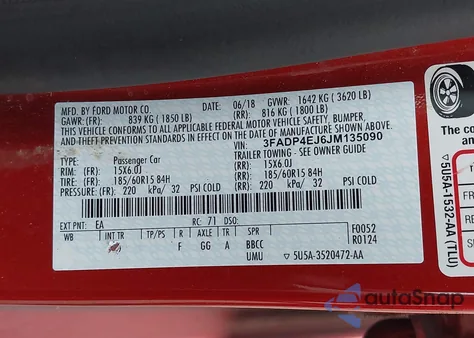 MFD. BY FORD MOTOR CO.
DATE: 06/18 GVWR: 1642 KG ( 3620 LB)
GAWR: (FR): 839 KG ( 1850 LB) (RR): 816 KG ( 1800 LB)
THIS VEHICLE CONFORMS TO ALL APPLICABLE FEDERAL MOTOR VEHICLE SAFETY, BUMPER,
AND THEFT PREVENTION STANDARDS IN EFFECT ON THE DATE OF MANUFACTURE SHOWN ABOVE.
VIN: 3FADP4EJ6JM135090
TYPE: Passenger Car TRAILER TOWING - SEE OWNER GUIDE
RIM: (FR) 15X6.0J (RR): 15X6.0J
TIRE: (FR) 185/60R15 84H (RR): 185/60R15 84H
PRESSURE: (FR) 220 kPa/ 32 PSI COLD (RR): 220 kPa/ 32 PSI COLD
EXT PNT: EA RC: 71 DSO: F0052
WB INT TR TP/PS R AXLE TR S R0124
F GG A BBCC
UMU ▽ 5U5A-3520472-AA
▽ 5U5A-1532-AA (TLU)
The
cont
autoSnap